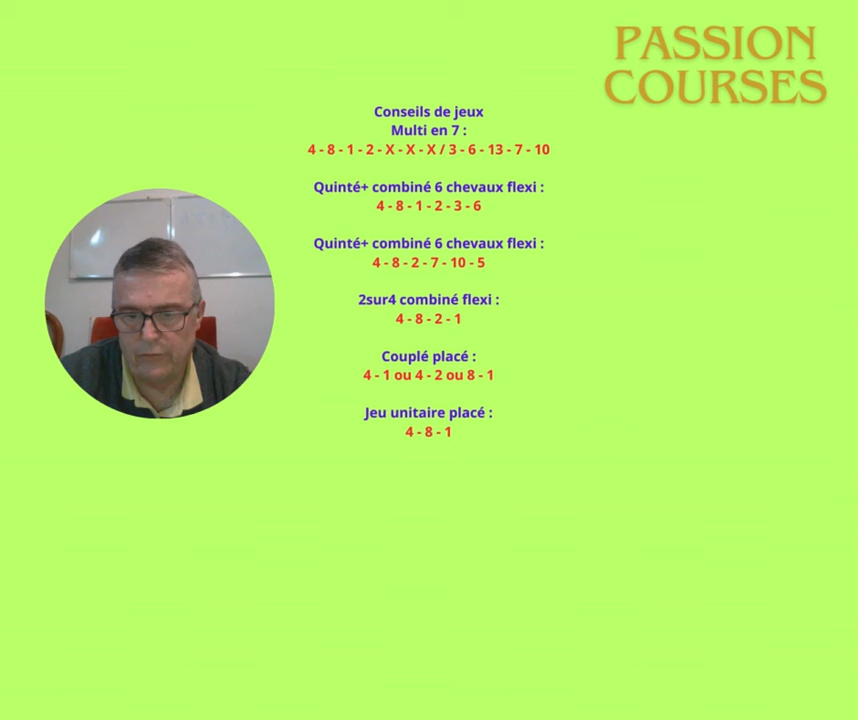 PASSION
COURSES
Conseils de jeux
Multi en 7 :
4 - 8 - 1 - 2 - X - X - X / 3 - 6 - 13 - 7 - 10
Quinté+ combiné 6 chevaux flexi :
4 - 8 - 1 - 2 - 3 - 6
Quinté+ combiné 6 chevaux flexi :
4 - 8 - 2 - 7 - 10 - 5
2sur4 combiné flexi :
4 - 8 - 2 - 1
Couplé placé :
4 - 1 ou 4 - 2 ou 8 - 1
Jeu unitaire placé :
4 - 8 - 1